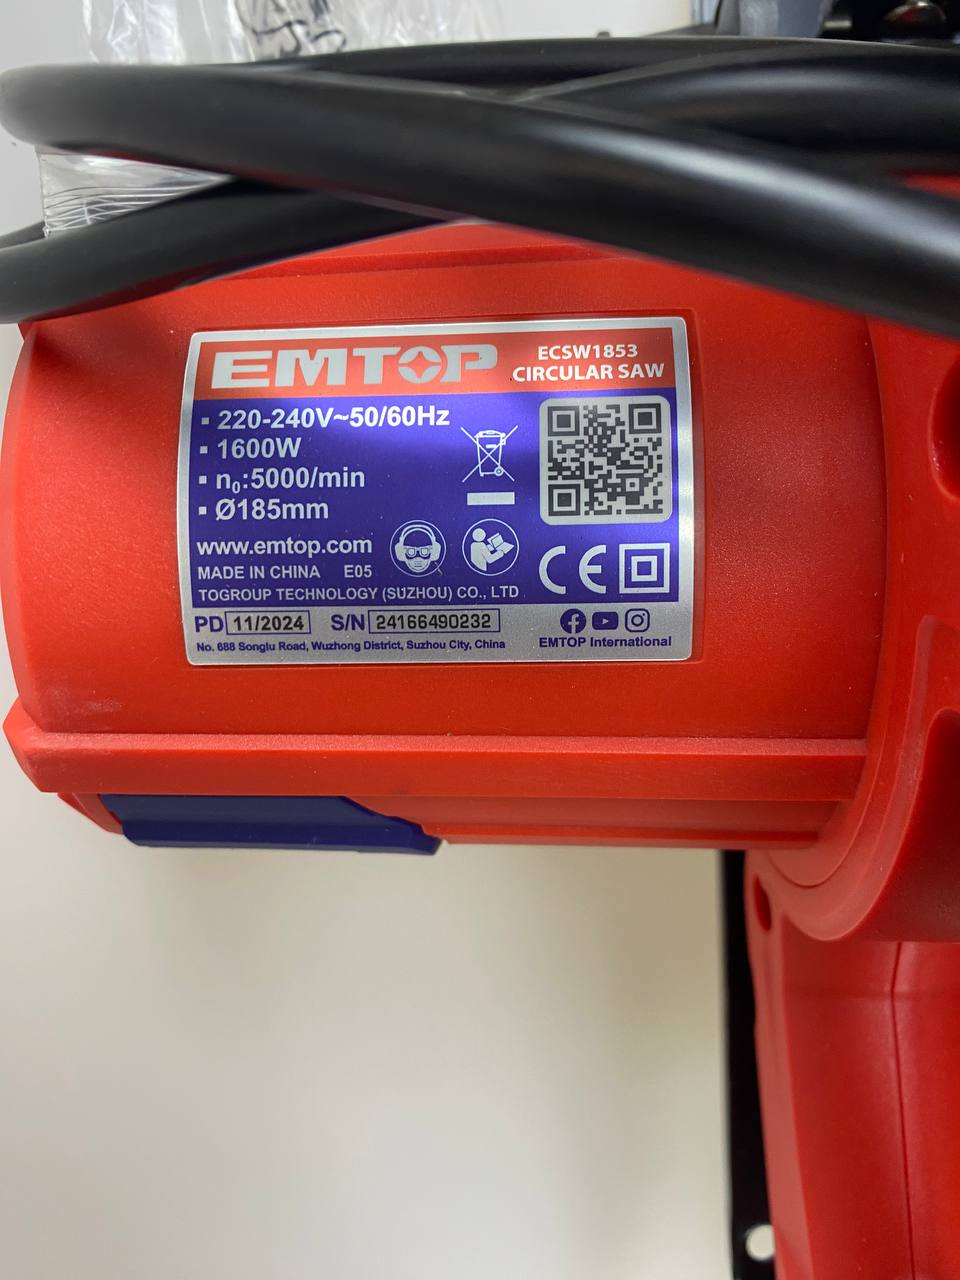 EMTOP
ECSW1853
CIRCULAR SAW
▪ 220-240V~50/60Hz
▪ 1600W
▪ n₀:5000/min
▪ Ø185mm
www.emtop.com
MADE IN CHINA E05
TOGROUP TECHNOLOGY (SUZHOU) CO., LTD
CE
PD 11/2024 S/N 24166490232
No. 688 Songlu Road, Wuzhong District, Suzhou City, China
EMTOP International